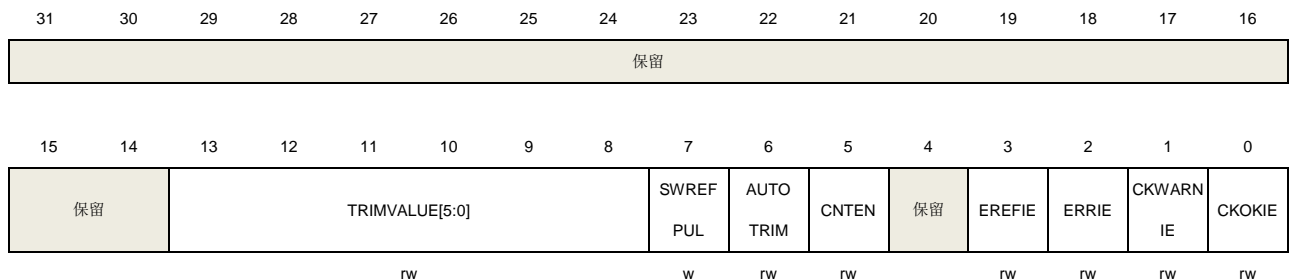 31 30 29 28 27 26 25 24 23 22 21 20 19 18 17 16
保留
15 14 13 12 11 10 9 8 7 6 5 4 3 2 1 0
保留 TRIMVALUE[5:0] SWREF PUL AUTO TRIM CNTEN 保留 EREFIE ERRIE CKWARN IE CKOKIE
rw w rw rw rw rw rw rw